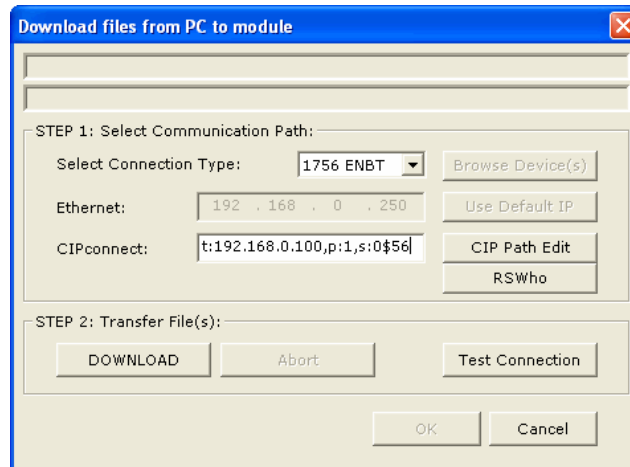 Download files from PC to module
STEP 1: Select Communication Path:
Select Connection Type: 1756 ENBT Browse Device(s)
Ethernet: 192 . 168 . 0 . 250 Use Default IP
CIPconnect: t:192.168.0.100,p:1,s:0$56 CIP Path Edit
RSWho
STEP 2: Transfer File(s):
DOWNLOAD Abort Test Connection
OK Cancel